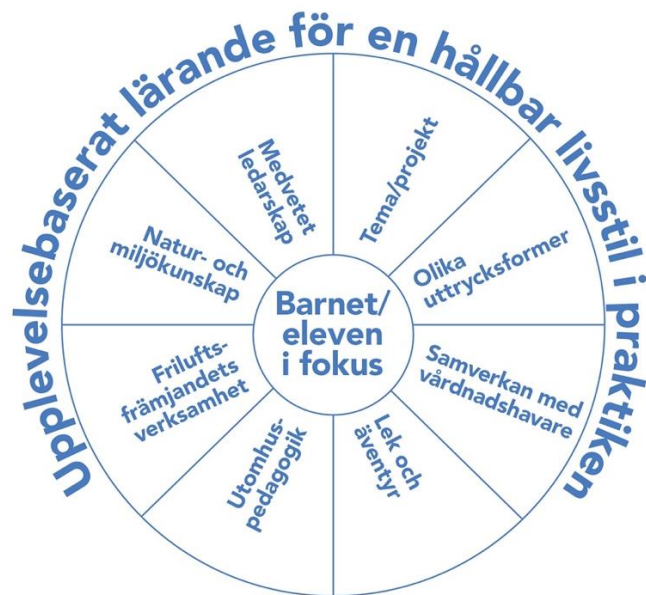 Upplevelsebaserat lärande för en hållbar livsstil i praktiken
Medvetet
ledarskap
Tema/projekt
Olika
uttrycksformer
Samverkan med
vårdnadshavare
Lek och
äventyr
Utomhus-
pedagogik
Frilufts-
främjandets
verksamhet
Natur- och
miljökunskap
Barnet/
eleven
i fokus